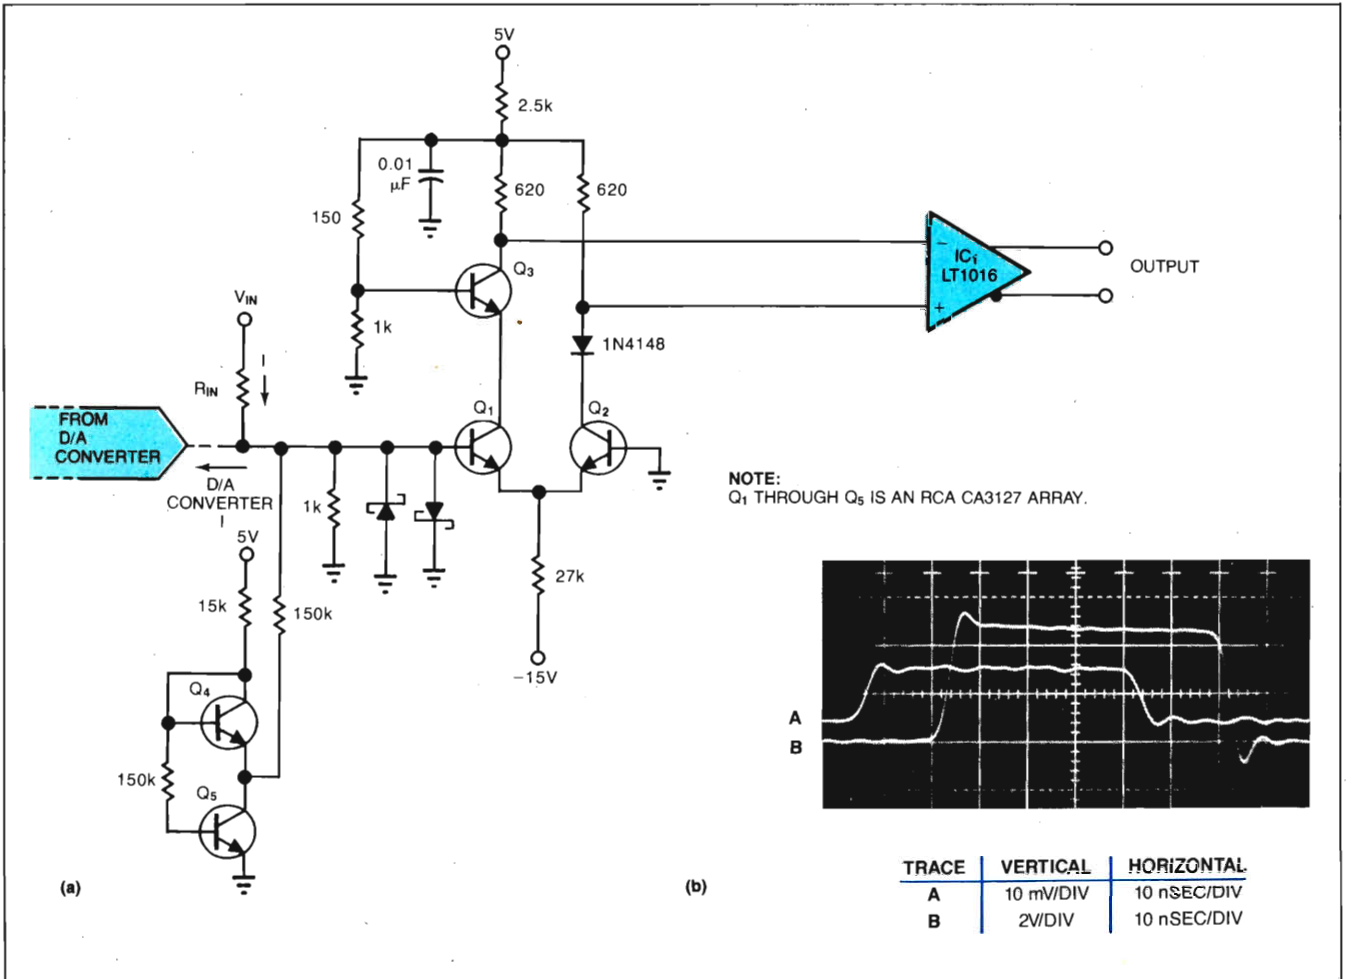 5V
2.5k
0.01
µF
620
620
150
Q3
1k
IC1
LT1016
−
+
OUTPUT
1N4148
VIN
I
RIN
FROM
D/A
CONVERTER
D/A
CONVERTER
I
Q1
Q2
1k
27k
−15V
5V
15k
150k
Q4
150k
Q5
NOTE:
Q1 THROUGH Q5 IS AN RCA CA3127 ARRAY.
A
B
(a)
(b)
TRACE VERTICAL HORIZONTAL
A 10 mV/DIV 10 nSEC/DIV
B 2V/DIV 10 nSEC/DIV